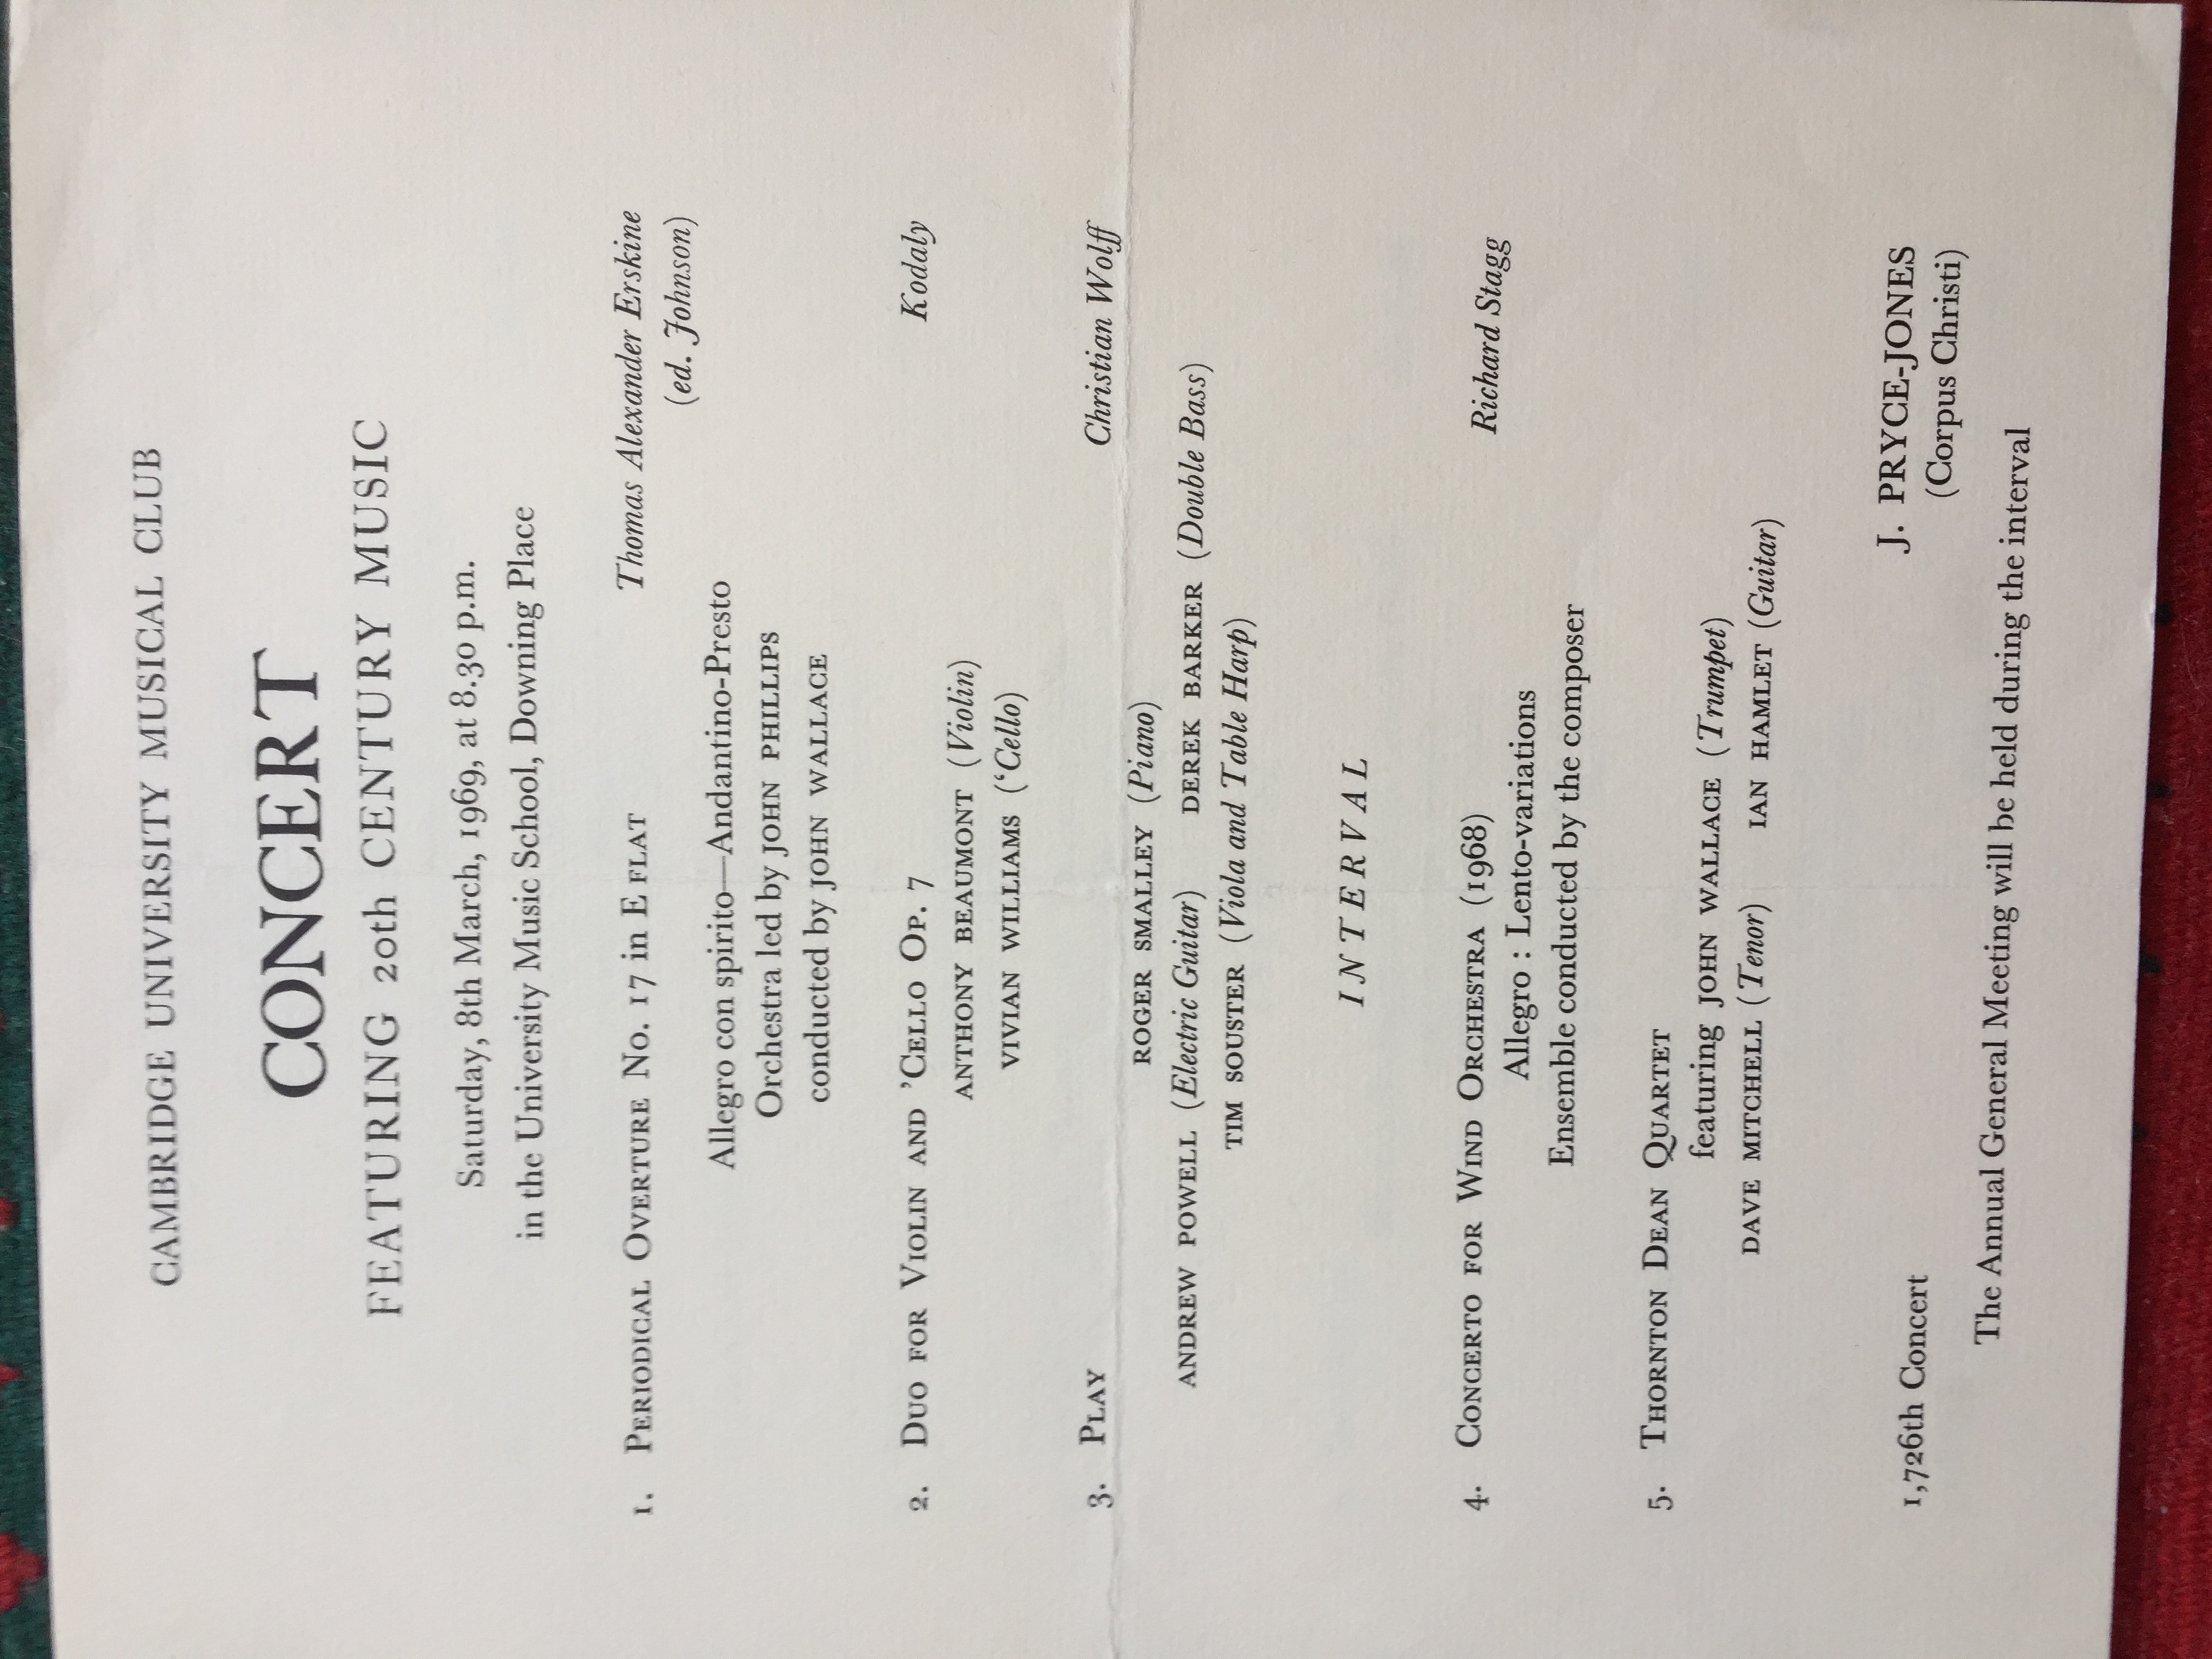 CAMBRIDGE UNIVERSITY MUSICAL CLUB
CONCERT
FEATURING 20th CENTURY MUSIC
Saturday, 8th March, 1969, at 8.30 p.m.
in the University Music School, Downing Place
1. PERIODICAL OVERTURE NO. 17 in E FLAT Thomas Alexander Erskine
(ed. Johnson)
Allegro con spirito—Andantino-Presto
Orchestra led by JOHN PHILLIPS
conducted by JOHN WALLACE
2. DUO FOR VIOLIN AND 'CELLO OP. 7 Kodaly
ANTHONY BEAUMONT (Violin)
VIVIAN WILLIAMS ('Cello)
3. PLAY Christian Wolff
ROGER SMALLEY (Piano)
ANDREW POWELL (Electric Guitar) DEREK BARKER (Double Bass)
TIM SOUSTER (Viola and Table Harp)
INTERVAL
4. CONCERTO FOR WIND ORCHESTRA (1968) Richard Stagg
Allegro : Lento-variations
Ensemble conducted by the composer
5. THORNTON DEAN QUARTET
featuring JOHN WALLACE (Trumpet)
DAVE MITCHELL (Tenor) IAN HAMLET (Guitar)
J. PRYCE-JONES
1,726th Concert (Corpus Christi)
The Annual General Meeting will be held during the interval